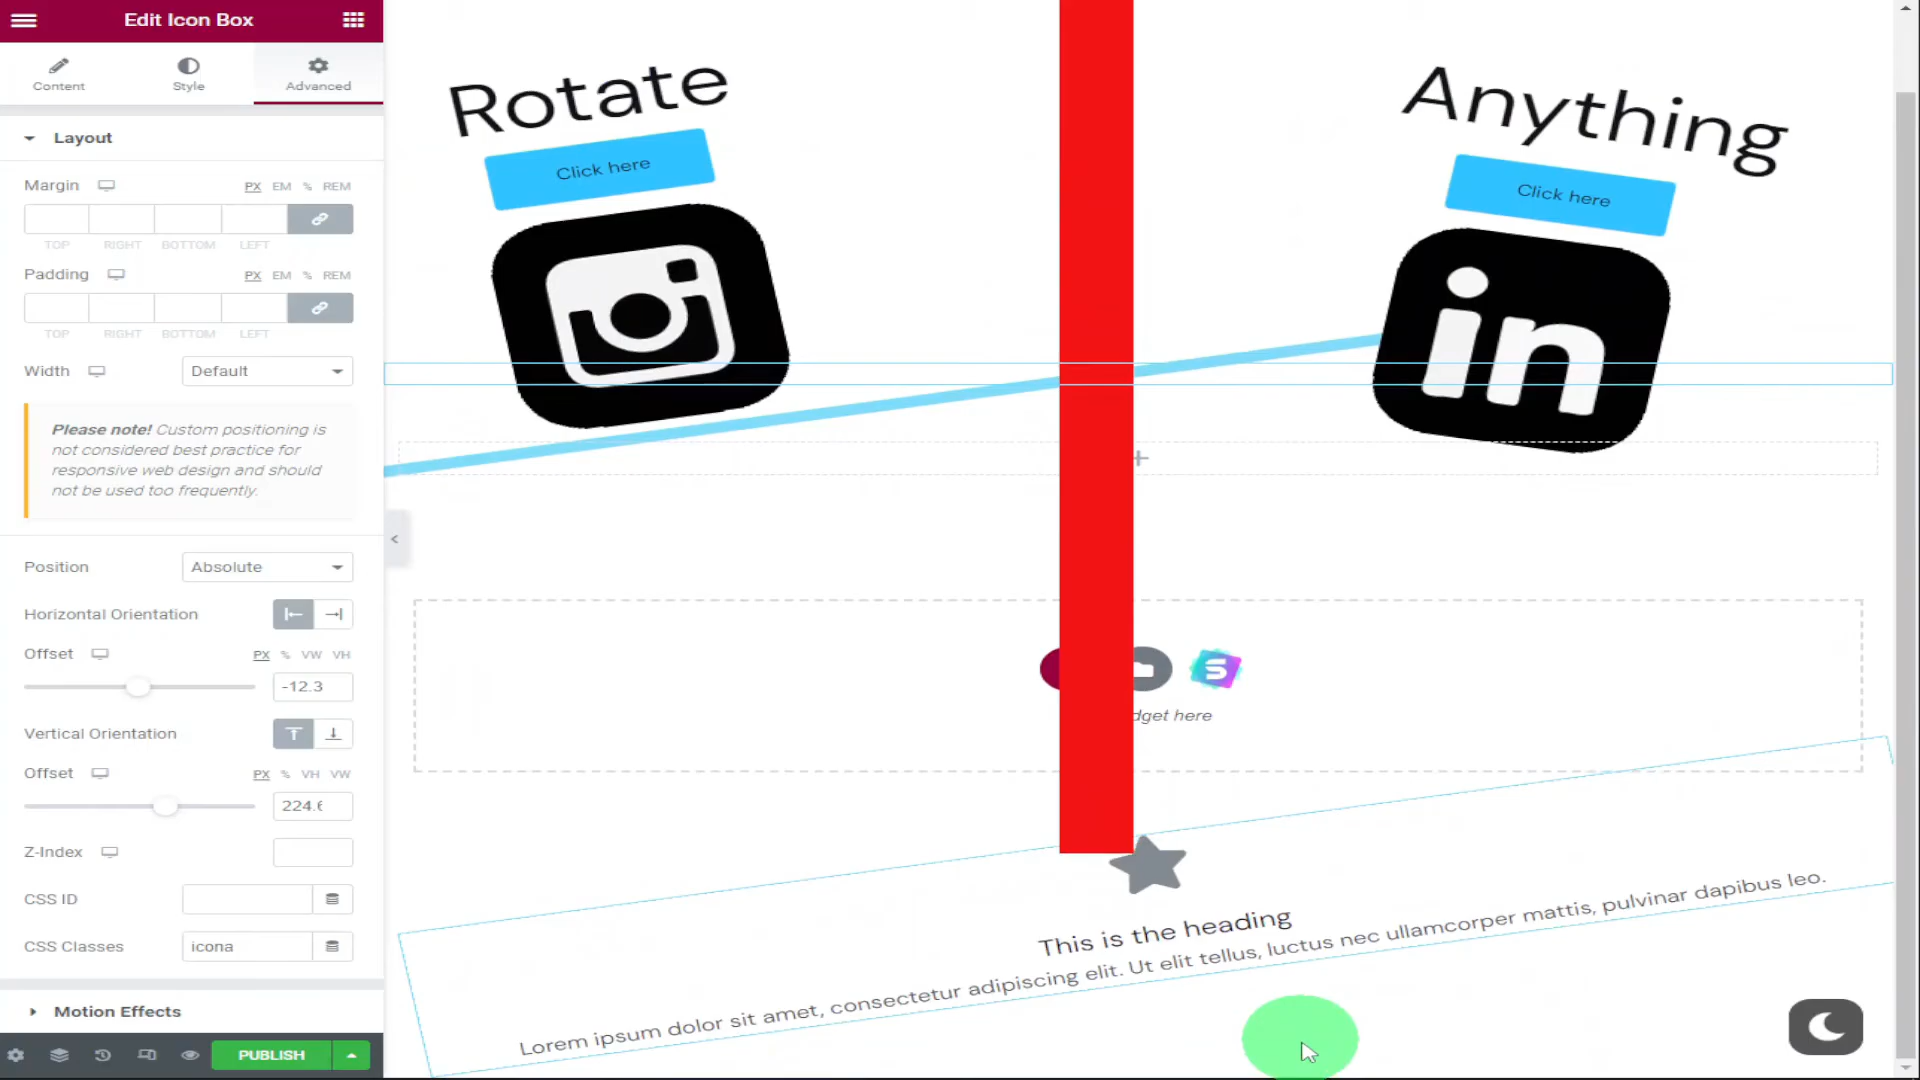 Edit Icon Box
Content
Style
Advanced
Layout
Margin
PX EM % REM
TOP RIGHT BOTTOM LEFT
Padding
PX EM % REM
TOP RIGHT BOTTOM LEFT
Width
Default
Please note! Custom positioning is
not considered best practice for
responsive web design and should
not be used too frequently.
Position
Absolute
Horizontal Orientation
Offset
PX % VW VH
-12.3
Vertical Orientation
Offset
PX % VH VW
224.6
Z-Index
CSS ID
CSS Classes
icona
Motion Effects
PUBLISH
Rotate
Click here
Anything
Click here
in
S
dget here
This is the heading
Lorem ipsum dolor sit amet, consectetur adipiscing elit. Ut elit tellus, luctus nec ullamcorper mattis, pulvinar dapibus leo.